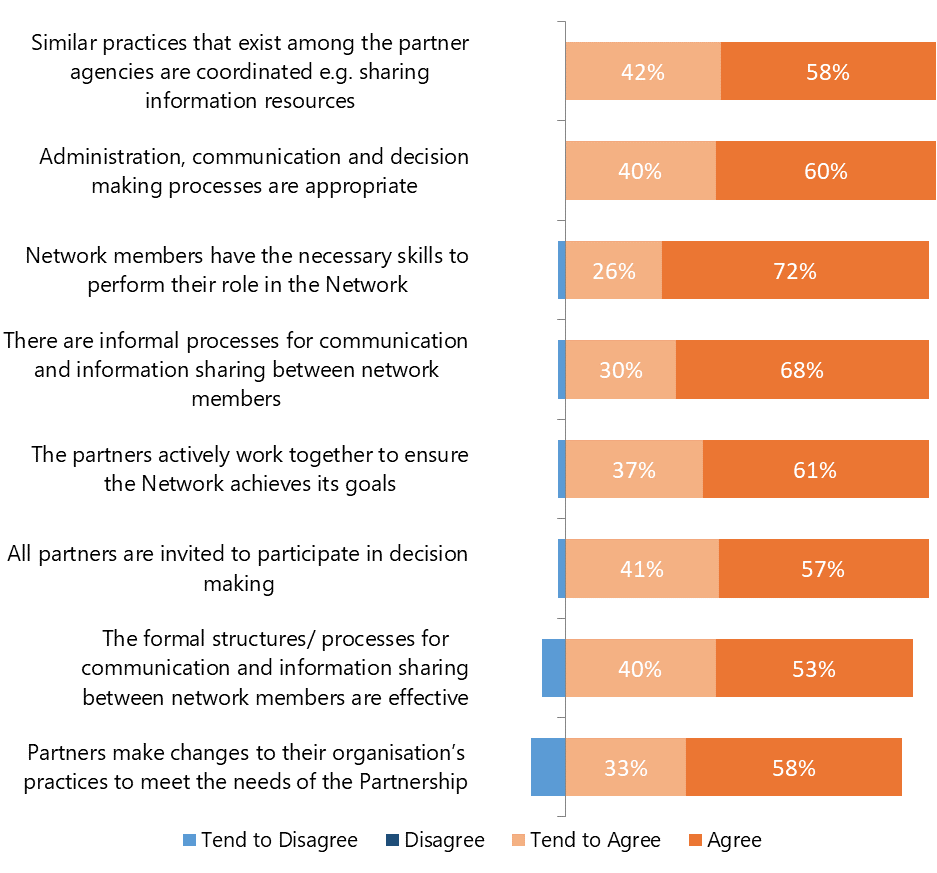 Similar practices that exist among the partner
agencies are coordinated e.g. sharing
information resources
42% 58%
Administration, communication and decision
making processes are appropriate
40% 60%
Network members have the necessary skills to
perform their role in the Network
26% 72%
There are informal processes for communication
and information sharing between network
members
30% 68%
The partners actively work together to ensure
the Network achieves its goals
37% 61%
All partners are invited to participate in decision
making
41% 57%
The formal structures/ processes for
communication and information sharing
between network members are effective
40% 53%
Partners make changes to their organisation’s
practices to meet the needs of the Partnership
33% 58%
Tend to Disagree Disagree Tend to Agree Agree